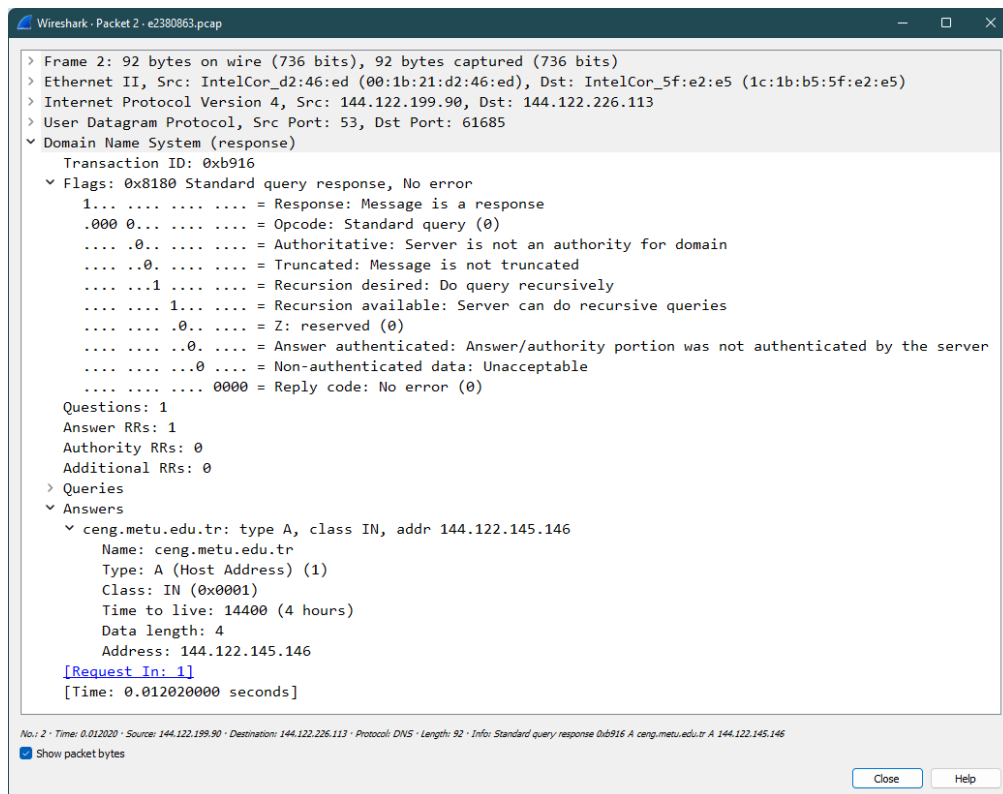 Wireshark · Packet 2 · e2380863.pcap
Frame 2: 92 bytes on wire (736 bits), 92 bytes captured (736 bits)
Ethernet II, Src: IntelCor_d2:46:ed (00:1b:21:d2:46:ed), Dst: IntelCor_5f:e2:e5 (1c:1b:b5:5f:e2:e5)
Internet Protocol Version 4, Src: 144.122.199.90, Dst: 144.122.226.113
User Datagram Protocol, Src Port: 53, Dst Port: 61685
Domain Name System (response)
Transaction ID: 0xb916
Flags: 0x8180 Standard query response, No error
1... .... .... .... = Response: Message is a response
.000 0... .... .... = Opcode: Standard query (0)
.... .0.. .... .... = Authoritative: Server is not an authority for domain
.... ..0. .... .... = Truncated: Message is not truncated
.... ...1 .... .... = Recursion desired: Do query recursively
.... .... 1... .... = Recursion available: Server can do recursive queries
.... .... .0.. .... = Z: reserved (0)
.... .... ..0. .... = Answer authenticated: Answer/authority portion was not authenticated by the server
.... .... ...0 .... = Non-authenticated data: Unacceptable
.... .... .... 0000 = Reply code: No error (0)
Questions: 1
Answer RRs: 1
Authority RRs: 0
Additional RRs: 0
Queries
Answers
ceng.metu.edu.tr: type A, class IN, addr 144.122.145.146
Name: ceng.metu.edu.tr
Type: A (Host Address) (1)
Class: IN (0x0001)
Time to live: 14400 (4 hours)
Data length: 4
Address: 144.122.145.146
[Request In: 1]
[Time: 0.012020000 seconds]
No.: 2 · Time: 0.012020 · Source: 144.122.199.90 · Destination: 144.122.226.113 · Protocol: DNS · Length: 92 · Info: Standard query response 0xb916 A ceng.metu.edu.tr A 144.122.145.146
Show packet bytes
Close Help